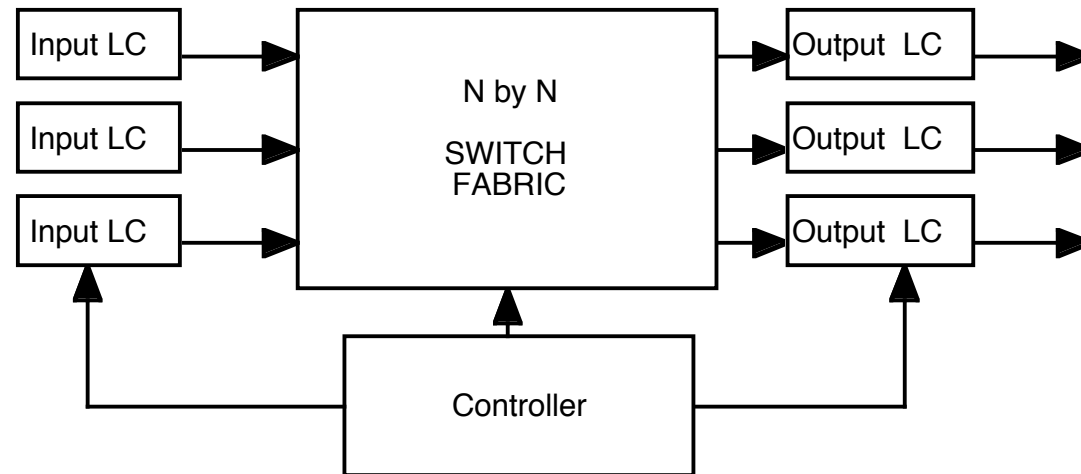 Input LC
Input LC
Input LC
N by N
SWITCH
FABRIC
Output LC
Output LC
Output LC
Controller